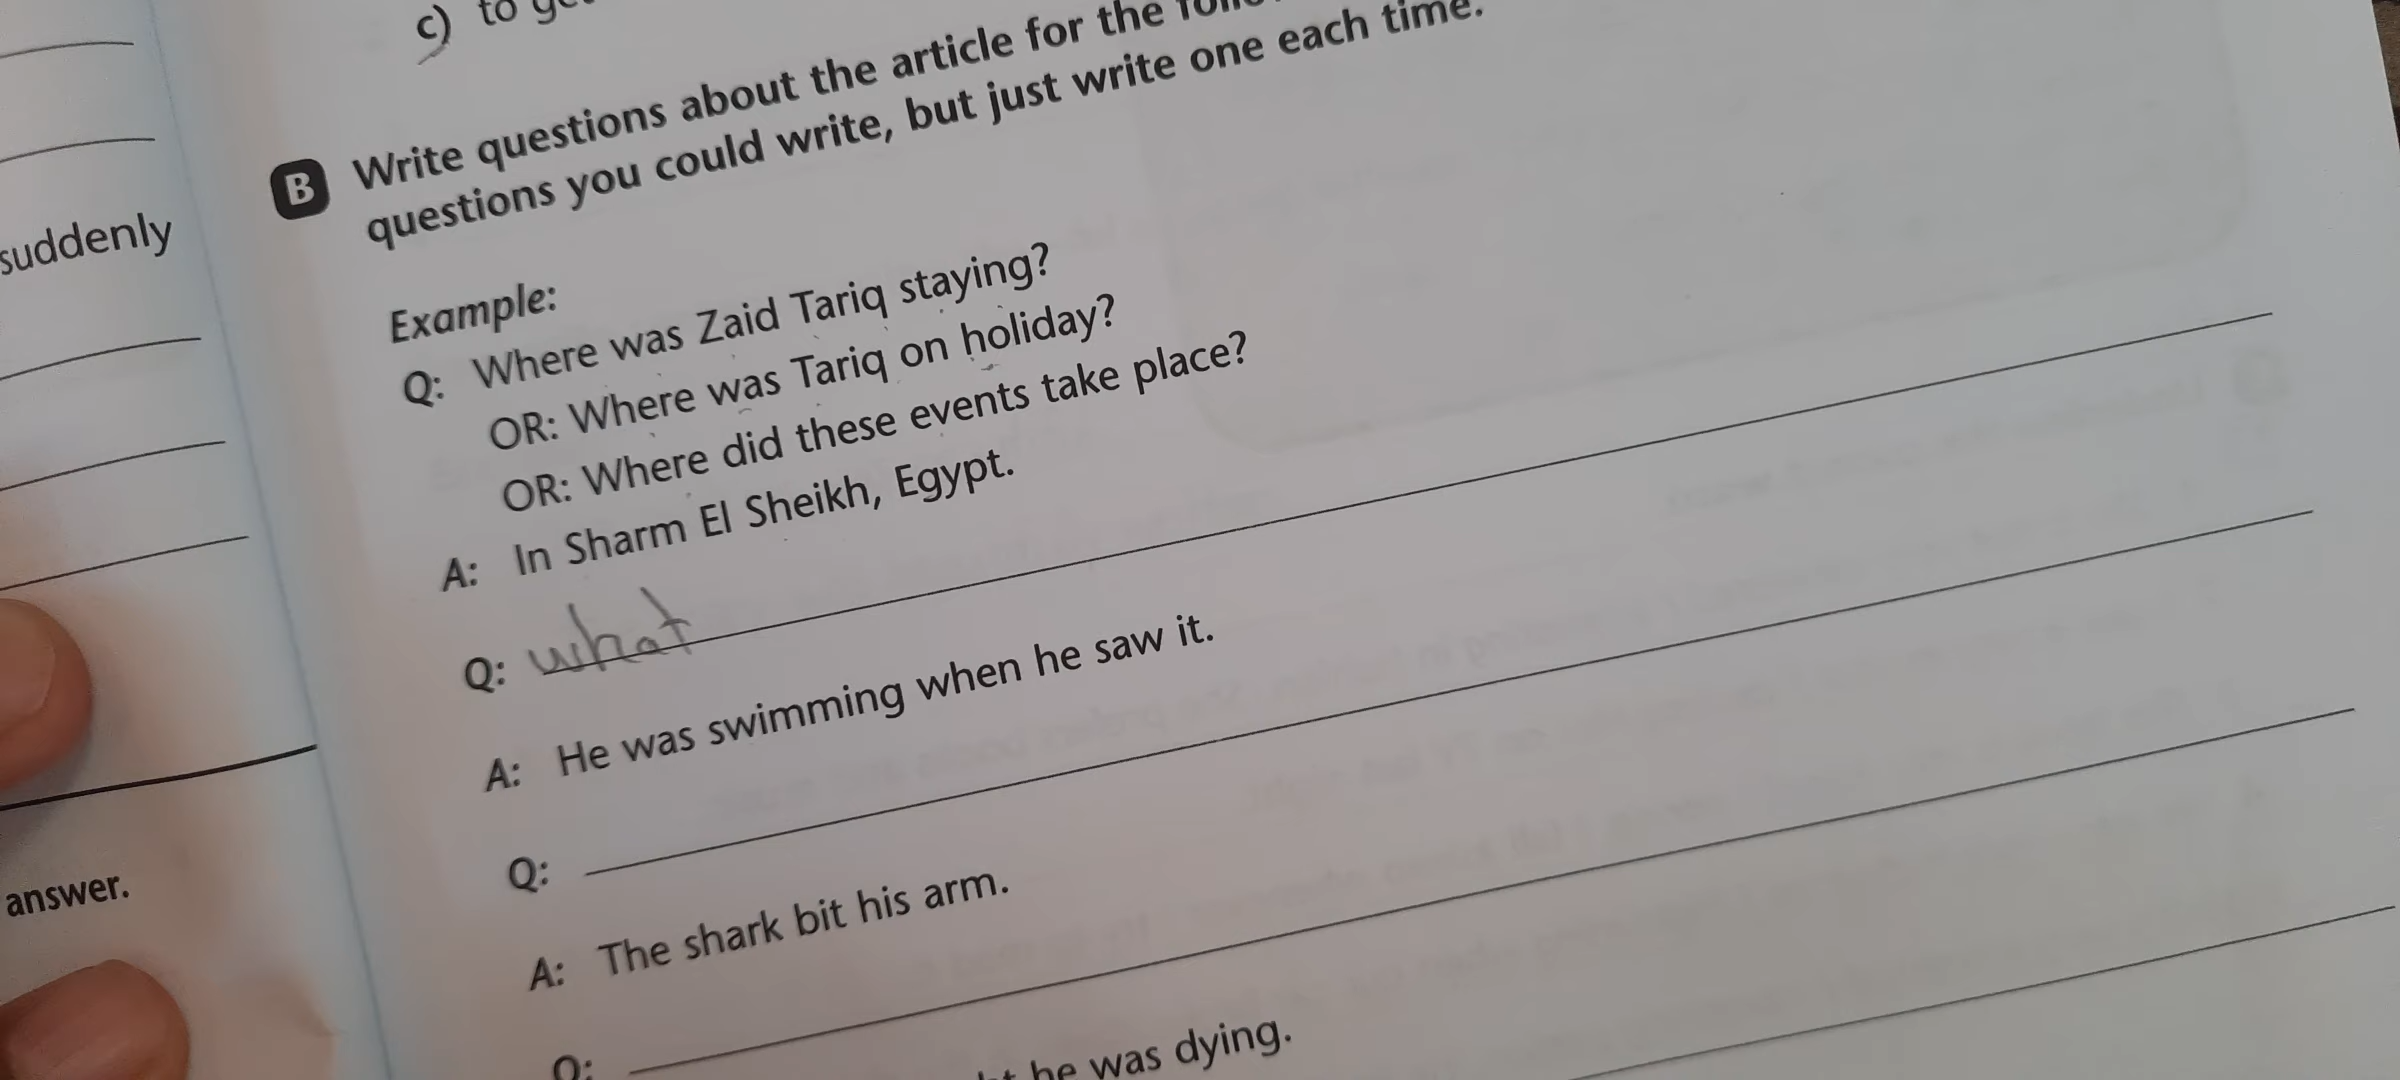 c) to
Write questions about the article for the
questions you could write, but just write one each time.
suddenly
B
Example:
Q: Where was Zaid Tariq staying?
OR: Where was Tariq on holiday?
OR: Where did these events take place?
A: In Sharm El Sheikh, Egypt.
Q: what
A: He was swimming when he saw it.
Q:
answer.
A: The shark bit his arm.
Q:
he was dying.